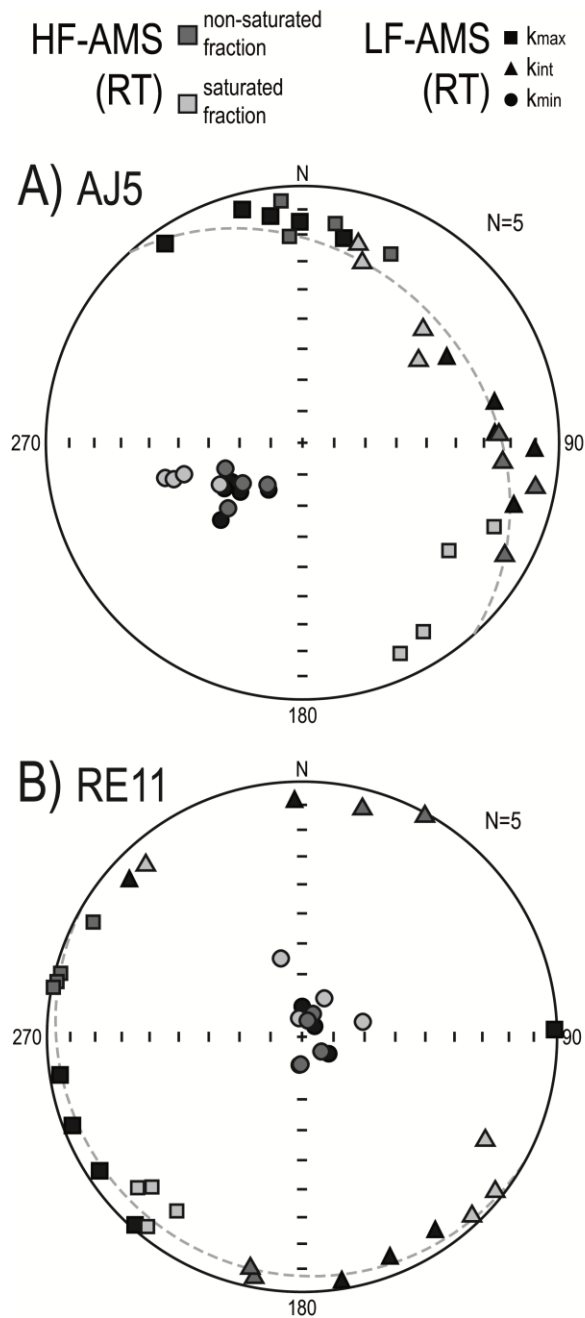 HF-AMS
(RT)
non-saturated
fraction
saturated
fraction
LF-AMS
(RT)
kmax
kint
kmin
A) AJ5
N
N=5
270
90
180
B) RE11
N
N=5
270
90
180